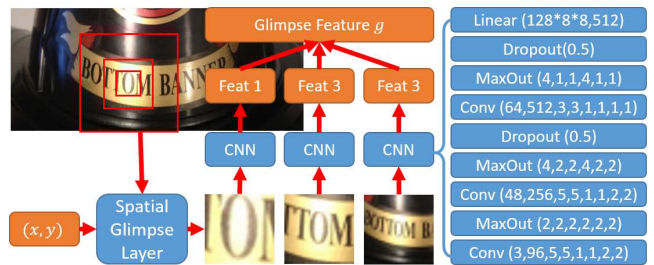 Glimpse Feature g
Feat 1
Feat 3
Feat 3
CNN
CNN
CNN
(x, y)
Spatial
Glimpse
Layer
BOTTOM BANNER
TOM
TTOM
BOTTOM B
Linear (128*8*8,512)
Dropout(0.5)
MaxOut (4,1,1,4,1,1)
Conv (64,512,3,3,1,1,1,1)
Dropout (0.5)
MaxOut (4,2,2,4,2,2)
Conv (48,256,5,5,1,1,2,2)
MaxOut (2,2,2,2,2,2)
Conv (3,96,5,5,1,1,2,2)